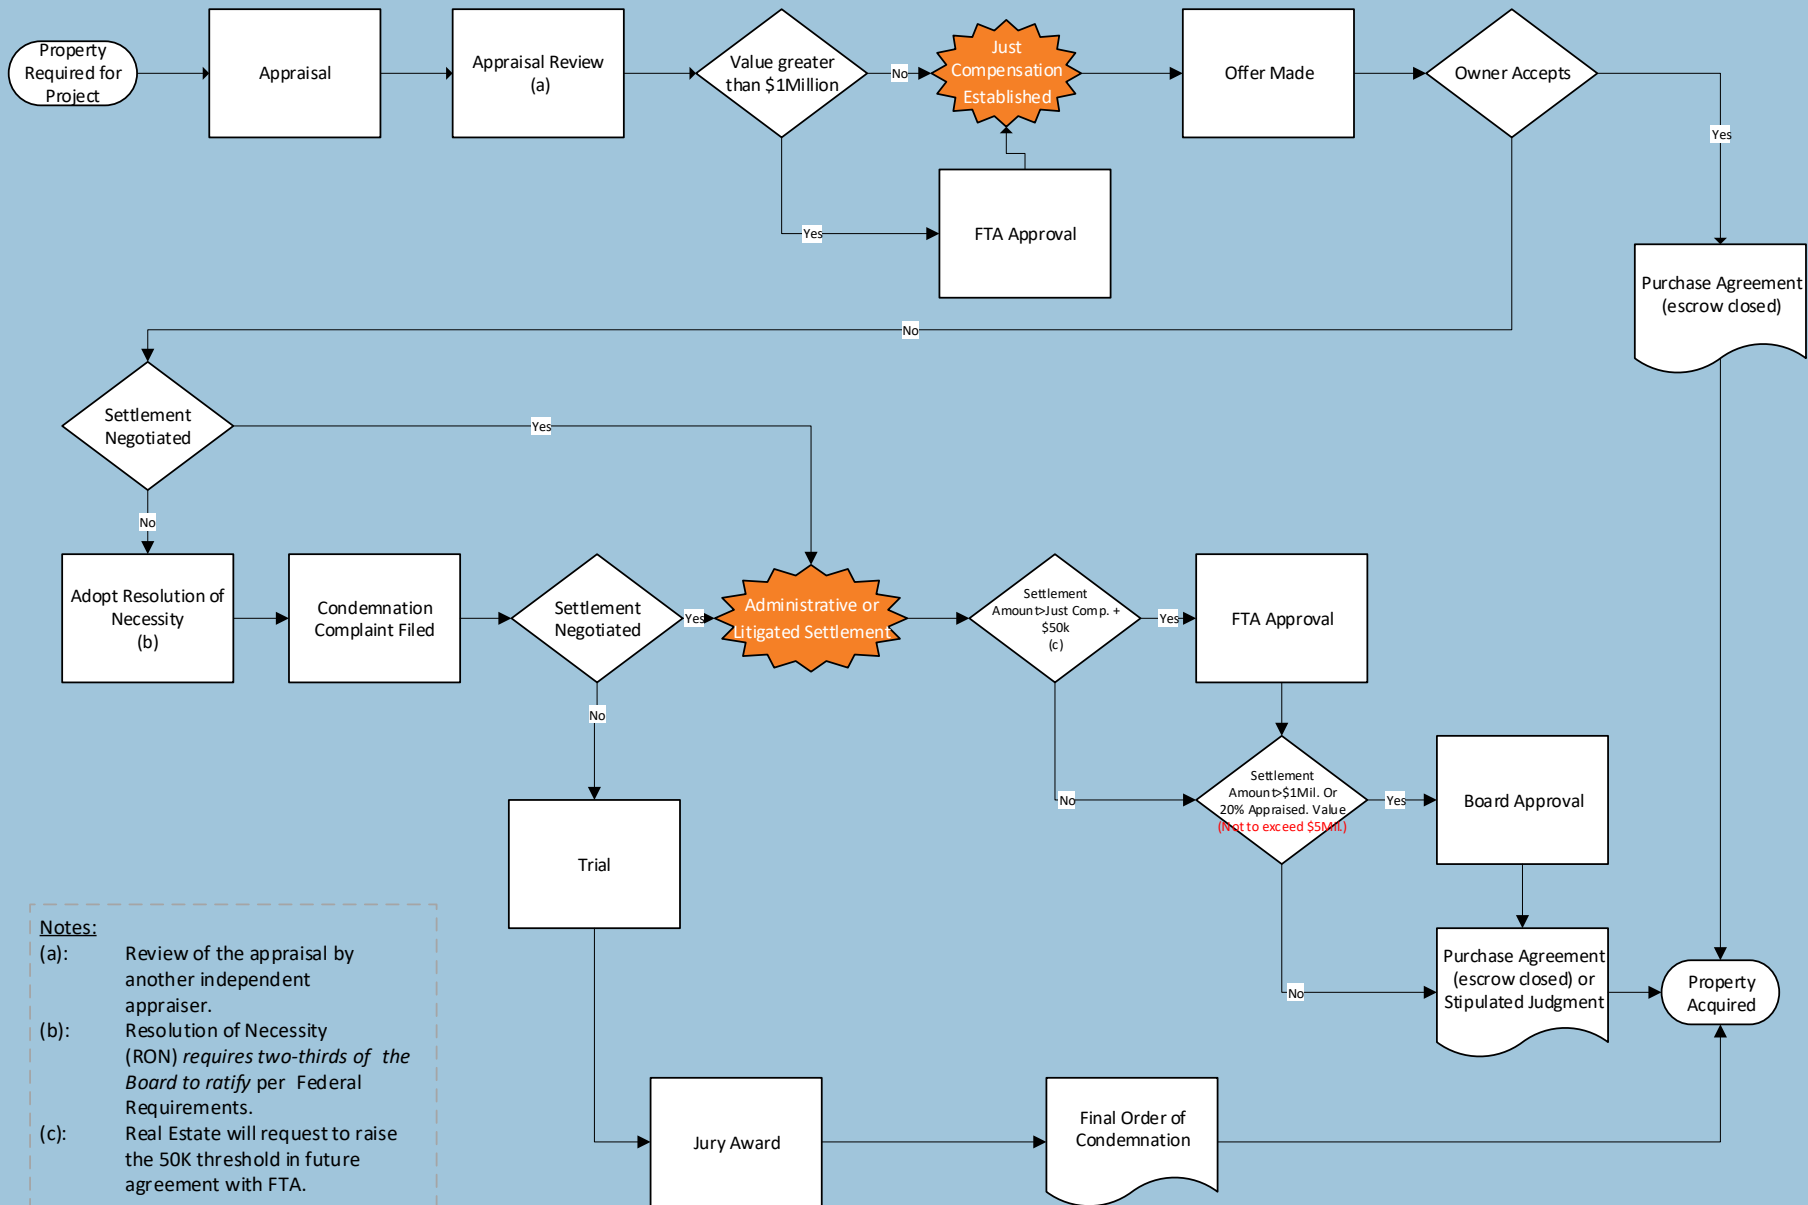 Property
Required for
Project
Appraisal
Appraisal Review
(a)
Value greater
than $1Million
No
Just
Compensation
Established
Offer Made
Owner Accepts
Yes
Yes
FTA Approval
Purchase Agreement
(escrow closed)
No
Settlement
Negotiated
Yes
No
Adopt Resolution of
Necessity
(b)
Condemnation
Complaint Filed
Settlement
Negotiated
Yes
Administrative or
Litigated Settlement
Settlement
Amount>Just Comp. +
$50k
(c)
Yes
FTA Approval
No
No
Settlement
Amount>$1Mil. Or
20% Appraised. Value
(Not to exceed $5MIL)
Yes
Board Approval
Trial
No
Purchase Agreement
(escrow closed) or
Stipulated Judgment
Property
Acquired
Jury Award
Final Order of
Condemnation
Notes:
(a): Review of the appraisal by
another independent
appraiser.
(b): Resolution of Necessity
(RON) requires two-thirds of the
Board to ratify per Federal
Requirements.
(c): Real Estate will request to raise
the 50K threshold in future
agreement with FTA.